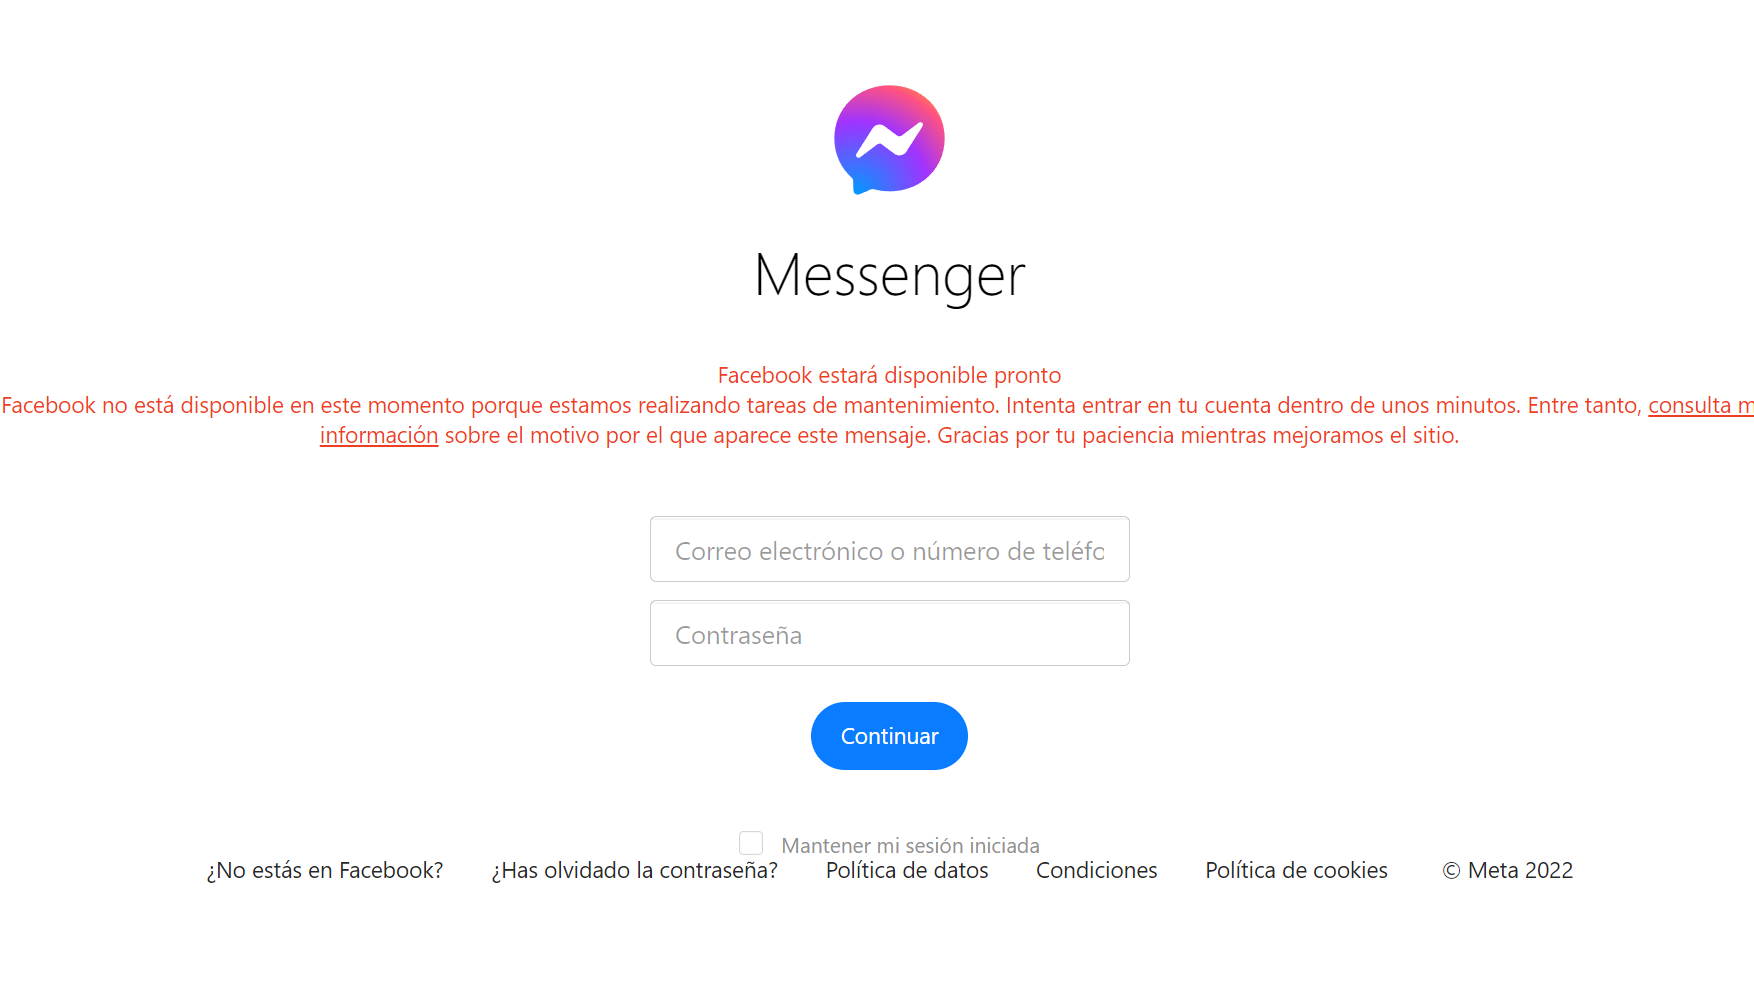 Messenger
Facebook estará disponible pronto
Facebook no está disponible en este momento porque estamos realizando tareas de mantenimiento. Intenta entrar en tu cuenta dentro de unos minutos. Entre tanto, consulta
información sobre el motivo por el que aparece este mensaje. Gracias por tu paciencia mientras mejoramos el sitio.
Correo electrónico o número de teléfo
Contraseña
Continuar
Mantener mi sesión iniciada
¿No estás en Facebook? ¿Has olvidado la contraseña? Política de datos Condiciones Política de cookies © Meta 2022